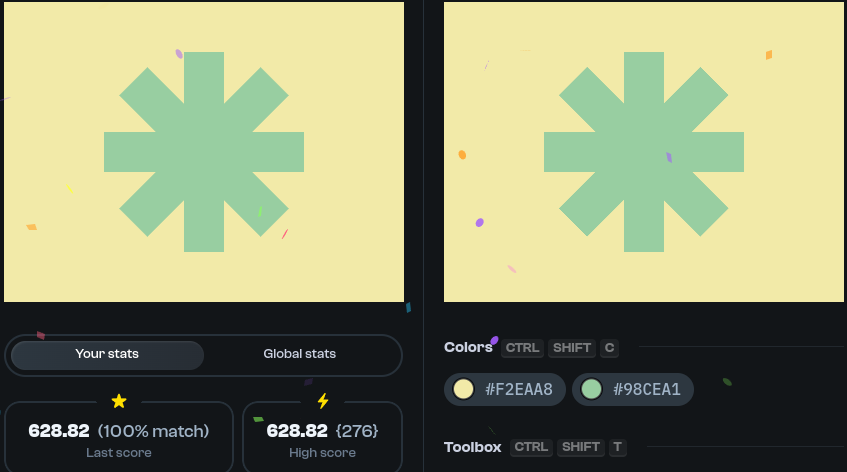 Your stats
Global stats
628.82 (100% match)
Last score
628.82 {276}
High score
Colors CTRL SHIFT C
#F2EAA8 #98CEA1
Toolbox CTRL SHIFT T